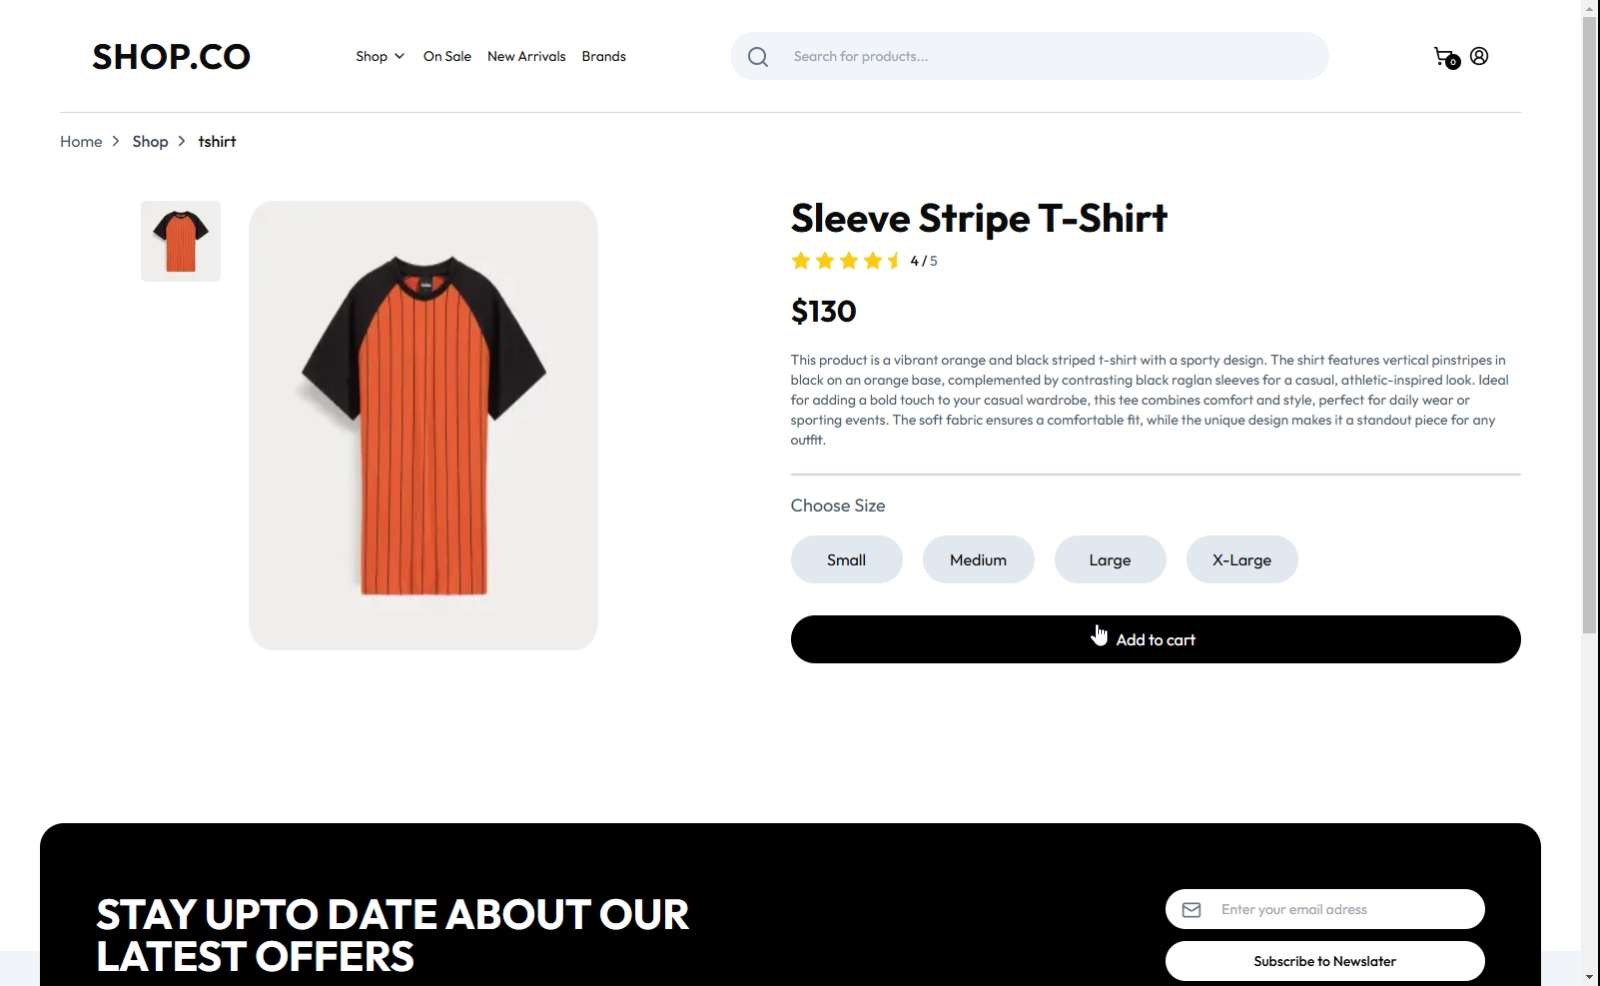 SHOP.CO
Shop
On Sale
New Arrivals
Brands
Search for products...
0
Home
Shop
tshirt
Sleeve Stripe T-Shirt
4 / 5
$130
This product is a vibrant orange and black striped t-shirt with a sporty design. The shirt features vertical pinstripes in
black on an orange base, complemented by contrasting black raglan sleeves for a casual, athletic-inspired look. Ideal
for adding a bold touch to your casual wardrobe, this tee combines comfort and style, perfect for daily wear or
sporting events. The soft fabric ensures a comfortable fit, while the unique design makes it a standout piece for any
outfit.
Choose Size
Small
Medium
Large
X-Large
Add to cart
STAY UPTO DATE ABOUT OUR
LATEST OFFERS
Enter your email adress
Subscribe to Newslater